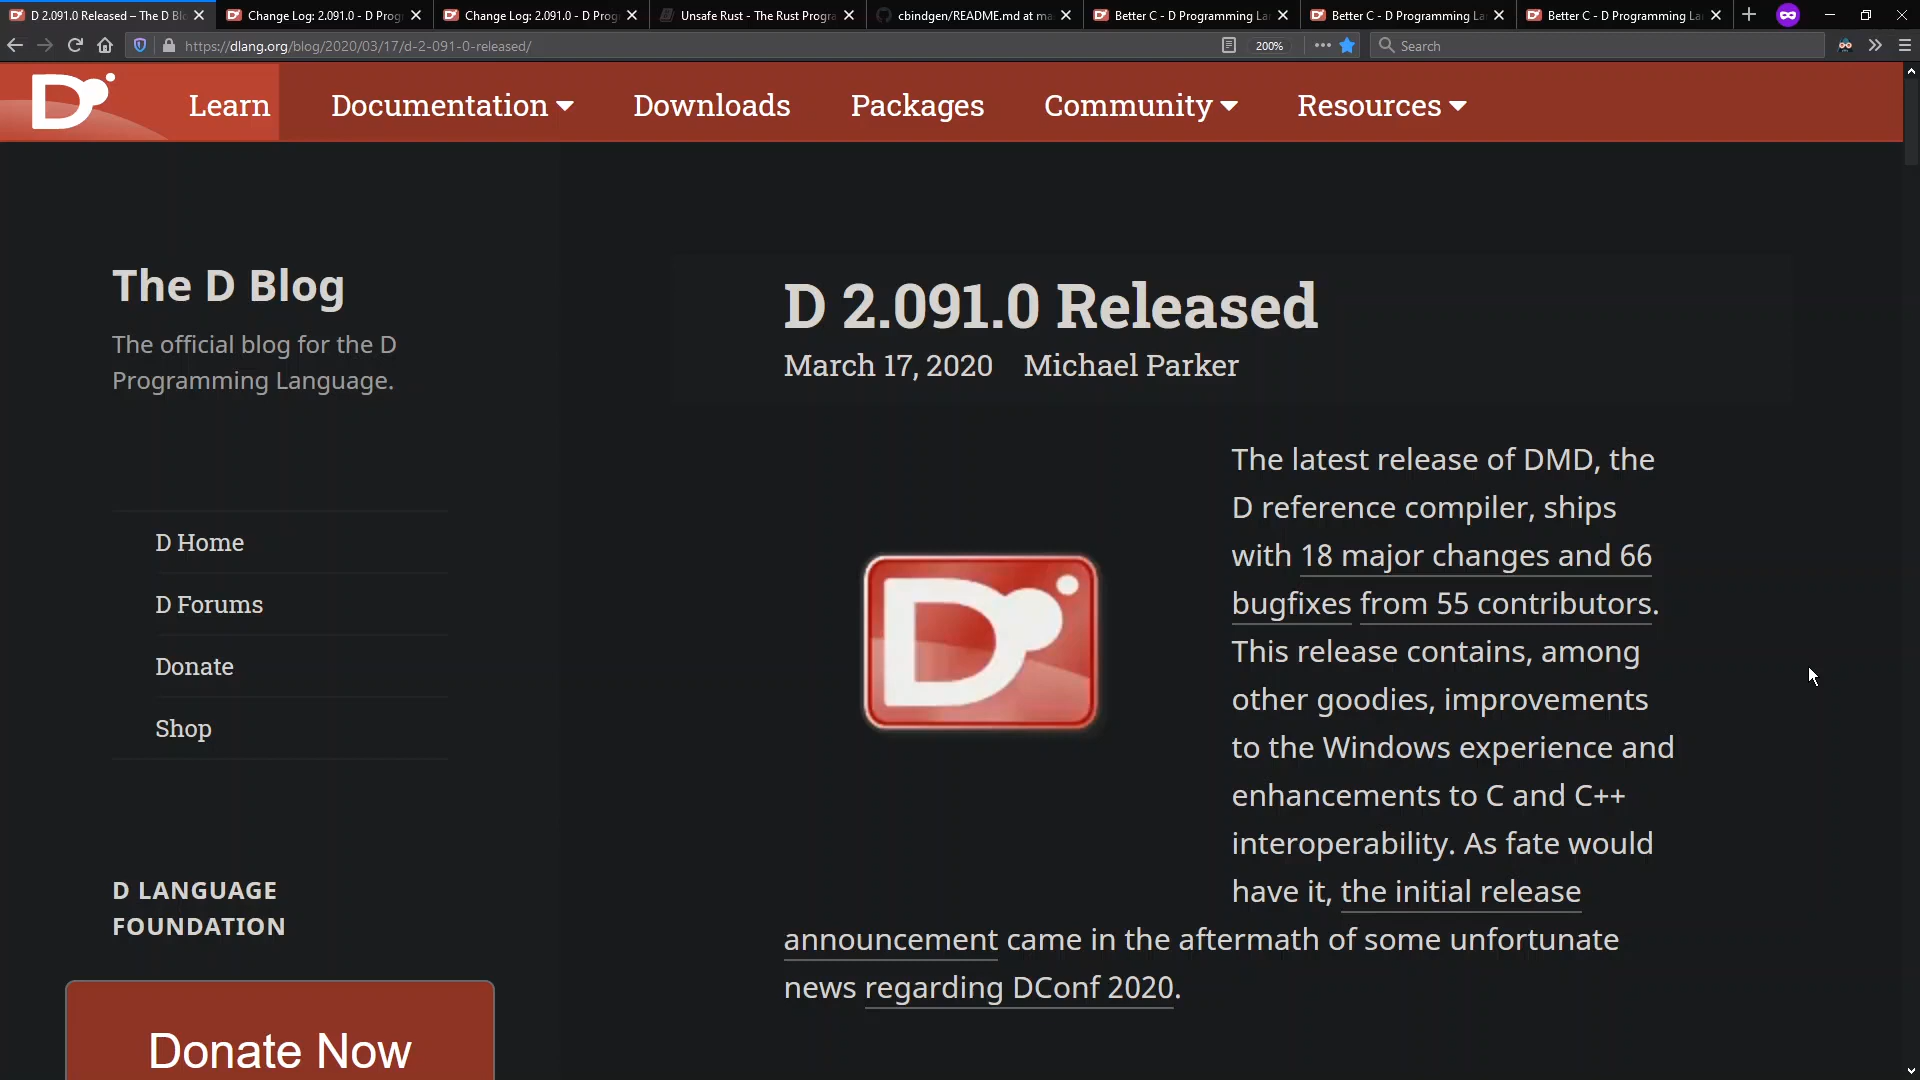 D 2.091.0 Released – The D Blo
Change Log: 2.091.0 - D Prog
Change Log: 2.091.0 - D Prog
Unsafe Rust - The Rust Progra
cbindgen/README.md at ma
Better C - D Programming La
Better C - D Programming La
Better C - D Programming La
https://dlang.org/blog/2020/03/17/d-2-091-0-released/
200%
Search
D
Learn
Documentation
Downloads
Packages
Community
Resources
The D Blog
The official blog for the D
Programming Language.
D Home
D Forums
Donate
Shop
D LANGUAGE
FOUNDATION
Donate Now
D 2.091.0 Released
March 17, 2020 Michael Parker
D
The latest release of DMD, the
D reference compiler, ships
with 18 major changes and 66
bugfixes from 55 contributors.
This release contains, among
other goodies, improvements
to the Windows experience and
enhancements to C and C++
interoperability. As fate would
have it, the initial release
announcement came in the aftermath of some unfortunate
news regarding DConf 2020.